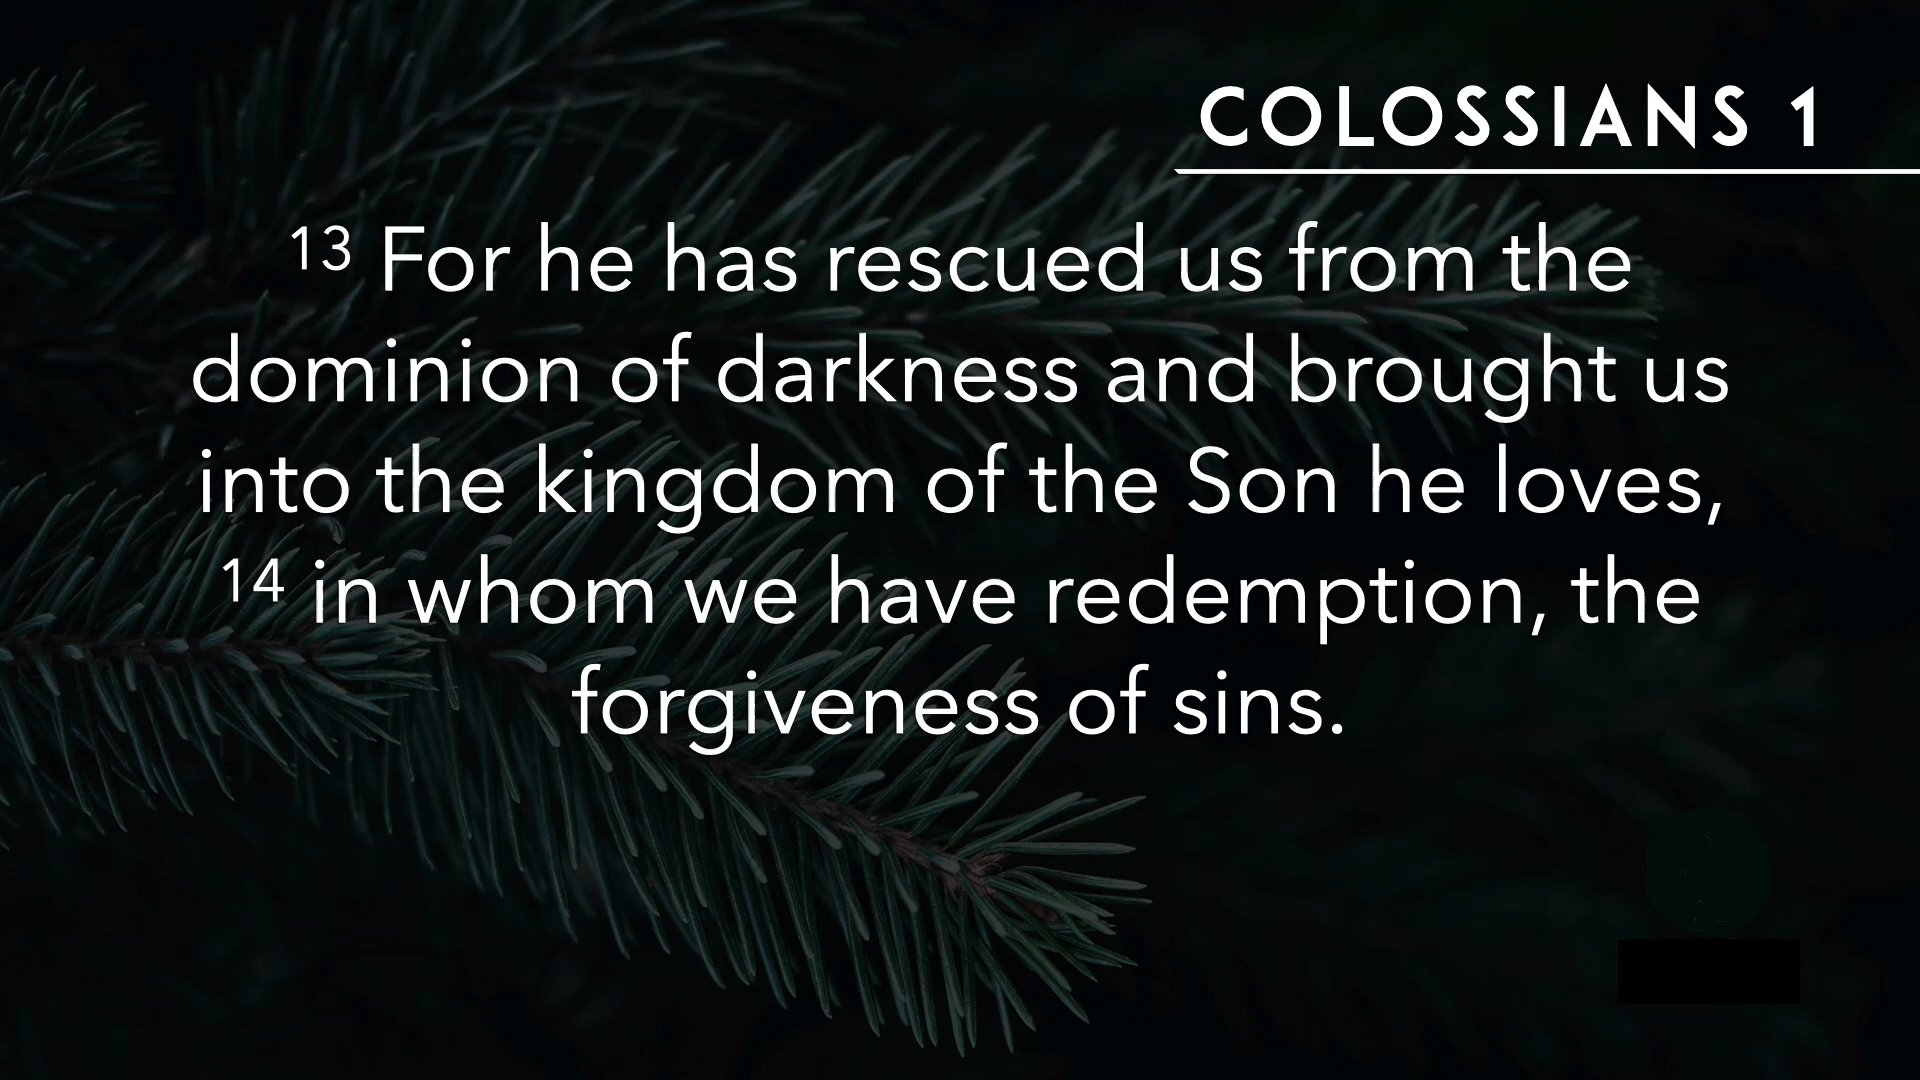 COLOSSIANS 1
13 For he has rescued us from the
dominion of darkness and brought us
into the kingdom of the Son he loves,
14 in whom we have redemption, the
forgiveness of sins.